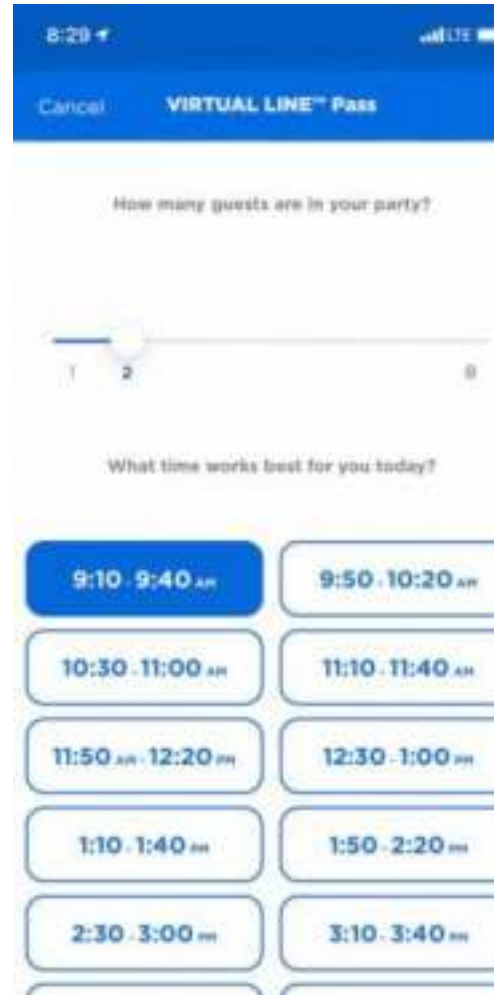 8:29 LTE
Cancel VIRTUAL LINE™ Pass
How many guests are in your party?
1 2 8
What time works best for you today?
9:10 - 9:40 AM 9:50 - 10:20 AM
10:30 - 11:00 AM 11:10 - 11:40 AM
11:50 AM - 12:20 PM 12:30 - 1:00 PM
1:10 - 1:40 PM 1:50 - 2:20 PM
2:30 - 3:00 PM 3:10 - 3:40 PM